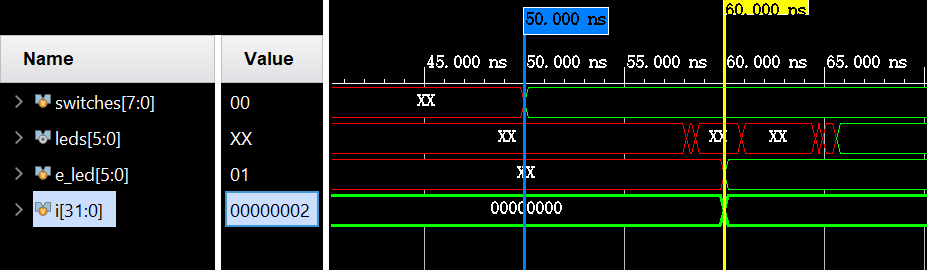 60.000 ns
50.000 ns
Name Value
45.000 ns 50.000 ns 55.000 ns 60.000 ns 65.000 ns
switches[7:0] 00 XX
leds[5:0] XX XX XX XX
e_led[5:0] 01 XX
i[31:0] 00000002 00000000